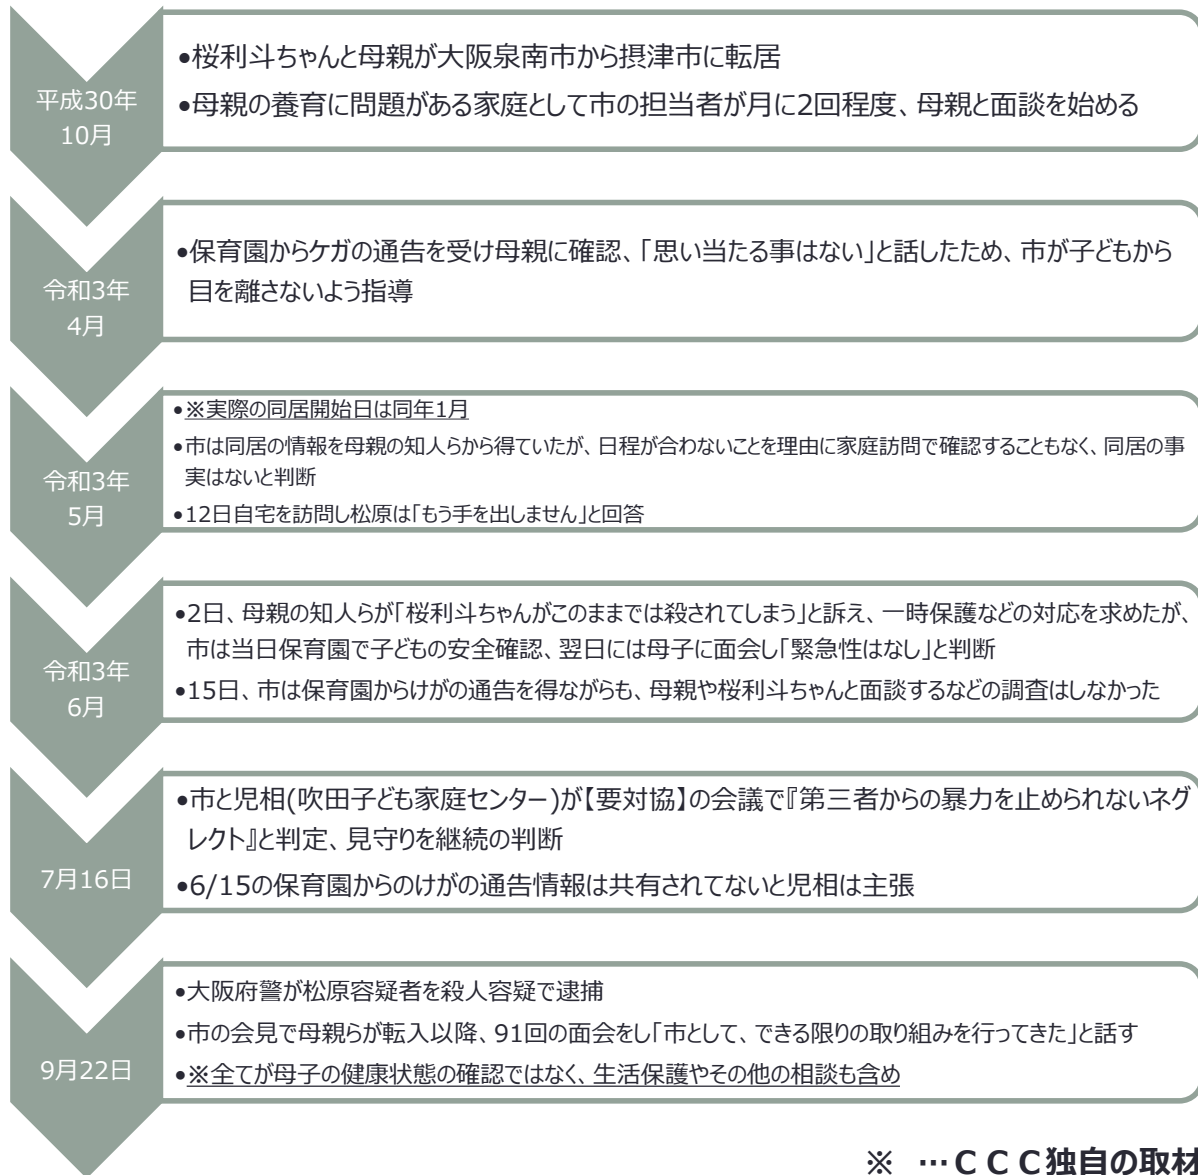 平成30年
10月
•桜利斗ちゃんと母親が大阪泉南市から摂津市に転居
•母親の養育に問題がある家庭として市の担当者が月に2回程度、母親と面談を始める
令和3年
4月
•保育園からケガの通告を受け母親に確認、「思い当たる事はない」と話したため、市が子どもから
目を離さないよう指導
令和3年
5月
•※実際の同居開始日は同年1月
•市は同居の情報を母親の知人らから得ていたが、日程が合わないことを理由に家庭訪問で確認することもなく、同居の事
実はないと判断
•12日自宅を訪問し松原は「もう手を出しません」と回答
令和3年
6月
•2日、母親の知人らが「桜利斗ちゃんがこのままでは殺されてしまう」と訴え、一時保護などの対応を求めたが、
市は当日保育園で子どもの安全確認、翌日には母子に面会し「緊急性はなし」と判断
•15日、市は保育園からけがの通告を得ながらも、母親や桜利斗ちゃんと面談するなどの調査はしなかった
7月16日
•市と児相(吹田子ども家庭センター)が【要対協】の会議で『第三者からの暴力を止められないネグ
レクト』と判定、見守りを継続の判断
•6/15の保育園からのけがの通告情報は共有されてないと児相は主張
9月22日
•大阪府警が松原容疑者を殺人容疑で逮捕
•市の会見で母親らが転入以降、91回の面会をし「市として、できる限りの取り組みを行ってきた」と話す
•※全てが母子の健康状態の確認ではなく、生活保護やその他の相談も含め
※ …ＣＣＣ独自の取材